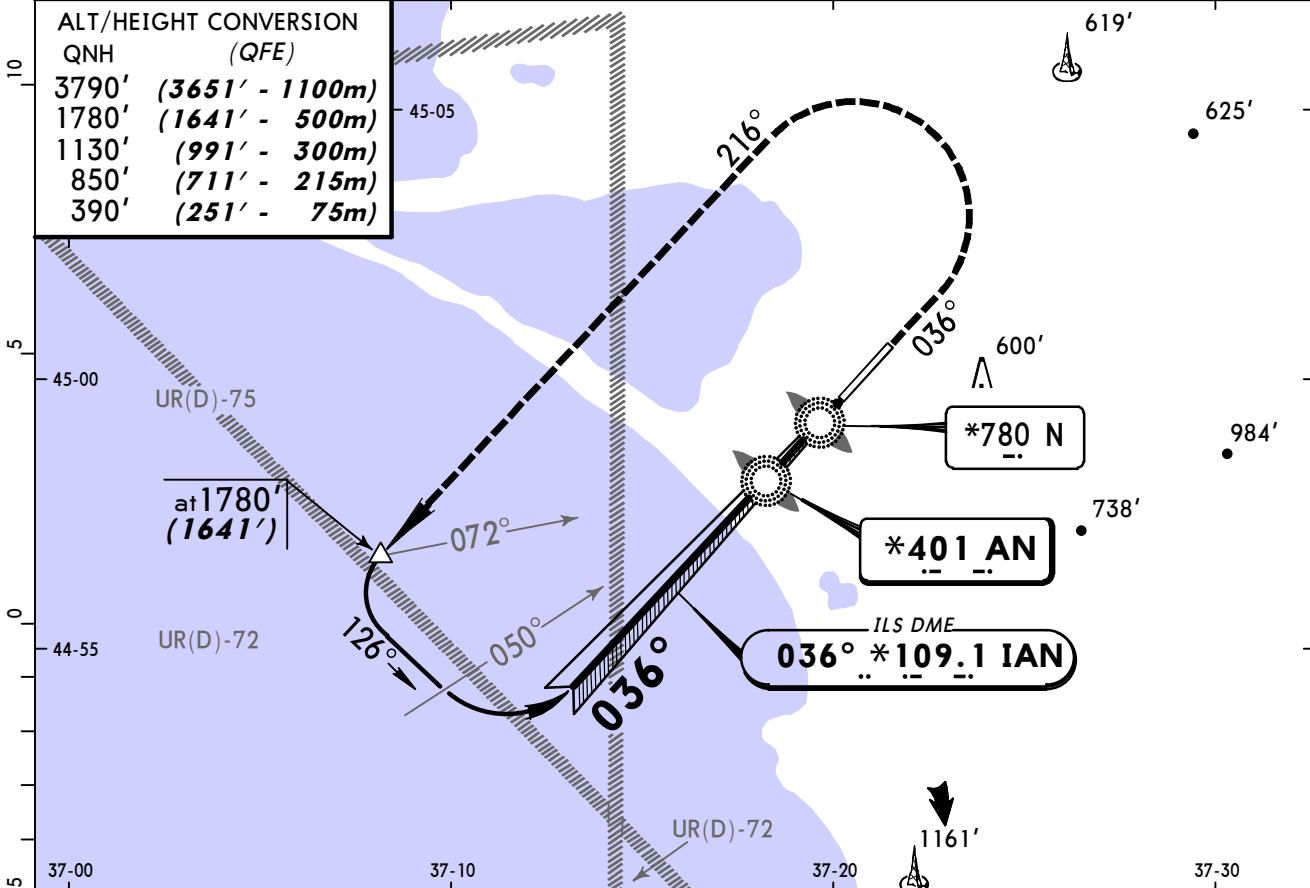 ALT/HEIGHT CONVERSION
QNH (QFE)
3790' (3651' - 1100m)
1780' (1641' - 500m)
1130' (991' - 300m)
850' (711' - 215m)
390' (251' - 75m)
10
45-05
619'
625'
216°
036°
5
45-00
600'
UR(D)-75
*780 N
984'
at 1780'
(1641')
738'
072°
*401 AN
0
UR(D)-72
126°
050°
ILS DME
036° *109.1 IAN
44-55
036°
UR(D)-72
1161'
5
37-00
37-10
37-20
37-30